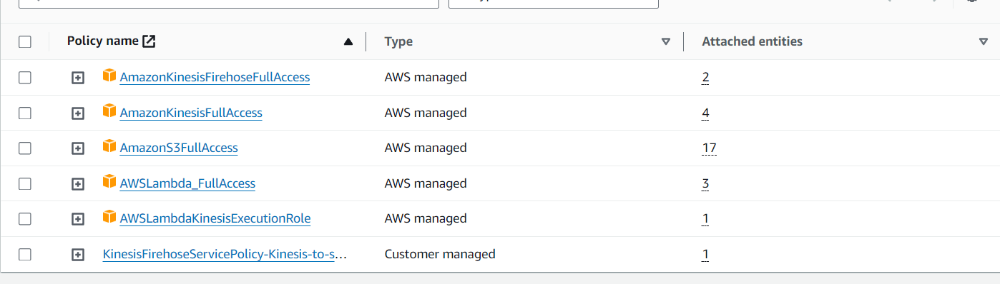 Policy name Type Attached entities
AmazonKinesisFirehoseFullAccess AWS managed 2
AmazonKinesisFullAccess AWS managed 4
AmazonS3FullAccess AWS managed 17
AWSLambda_FullAccess AWS managed 3
AWSLambdaKinesisExecutionRole AWS managed 1
KinesisFirehoseServicePolicy-Kinesis-to-s... Customer managed 1